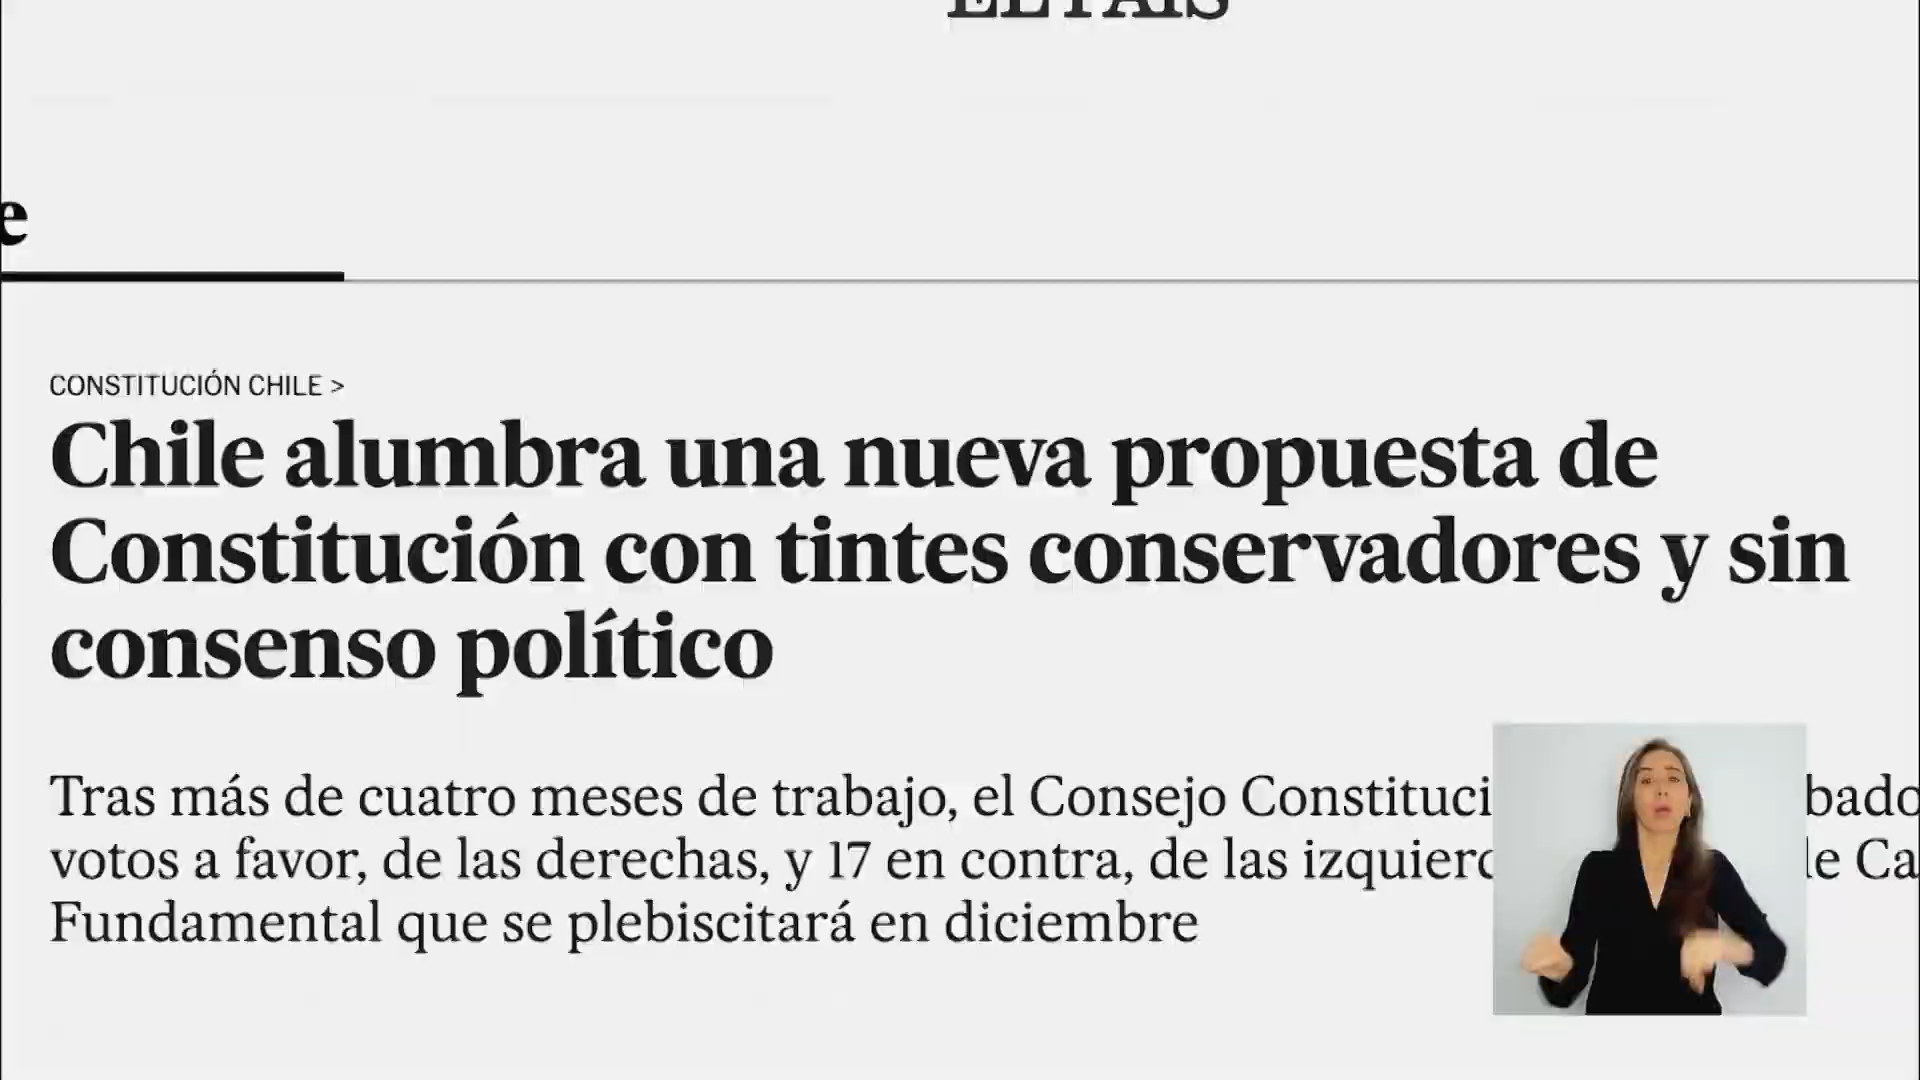 EL PAÍS
e
CONSTITUCIÓN CHILE >
Chile alumbra una nueva propuesta de
Constitución con tintes conservadores y sin
consenso político
Tras más de cuatro meses de trabajo, el Consejo
votos a favor, de las derechas, y 17 en contra, de las
Fundamental que se plebiscitará en diciembre